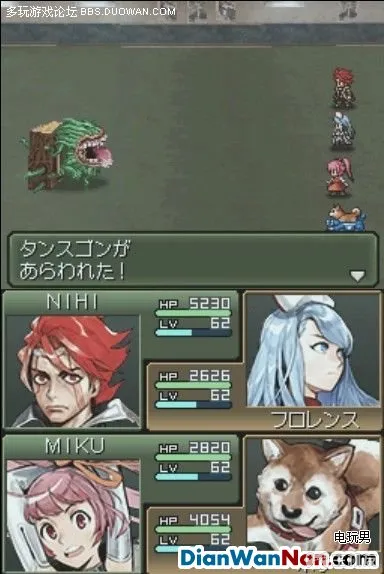 多玩游戏论坛 BBS.DUOWAN.COM
タンスゴンが
あらわれた！
NIHI
HP 5230
LV 62
HP 2626
LV 62
フロレンス
MIKU
HP 2820
LV 62
HP 4054
LV 62
电玩男
DianWanNan.com